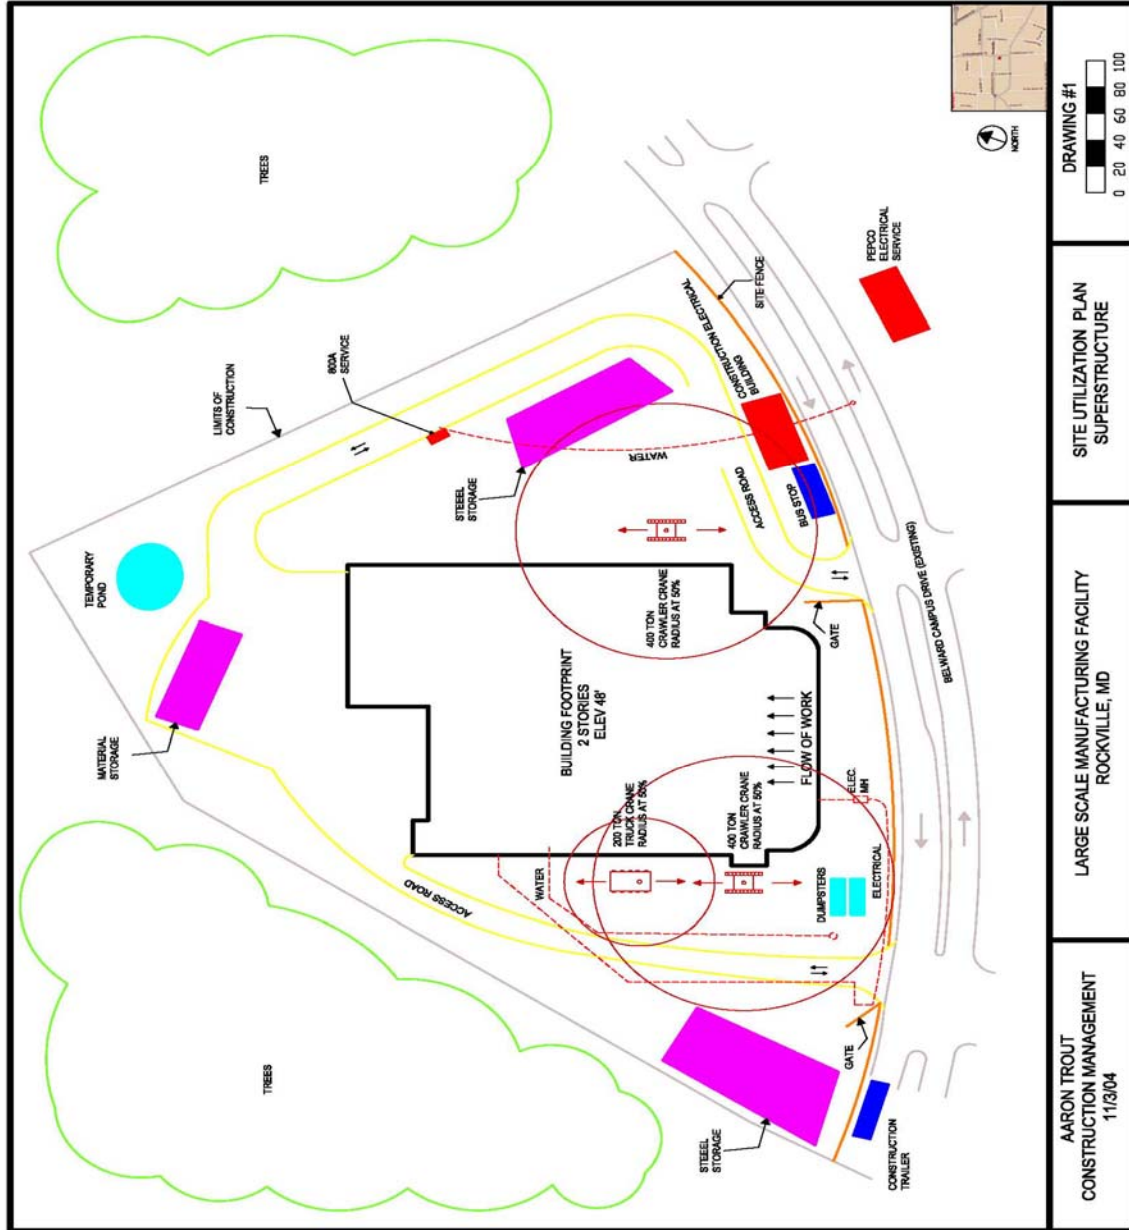 TREES
LIMITS OF
CONSTRUCTION
800A
SERVICE
TEMPORARY
POND
MATERIAL
STORAGE
STEEEL
STORAGE
WATER
CONSTRUCTION ELECTRICAL
BUILDING
SITE FENCE
PEPCO
ELECTRICAL
SERVICE
NORTH
ACCESS ROAD
BUS STOP
400 TON
CRAWLER CRANE
RADIUS AT 50%
GATE
BUILDING FOOTPRINT
2 STORIES
ELEV 48'
FLOW OF WORK
BELWARD CAMPUS DRIVE (EXISTING)
200 TON
TRUCK CRANE
RADIUS AT 50%
400 TON
CRAWLER CRANE
RADIUS AT 50%
ELEC.
MH
WATER
ACCESS ROAD
DUMPSTERS
ELECTRICAL
TREES
GATE
STEEEL
STORAGE
CONSTRUCTION
TRAILER
AARON TROUT
CONSTRUCTION MANAGEMENT
11/3/04
LARGE SCALE MANUFACTURING FACILITY
ROCKVILLE, MD
SITE UTILIZATION PLAN
SUPERSTRUCTURE
DRAWING #1
0 20 40 60 80 100